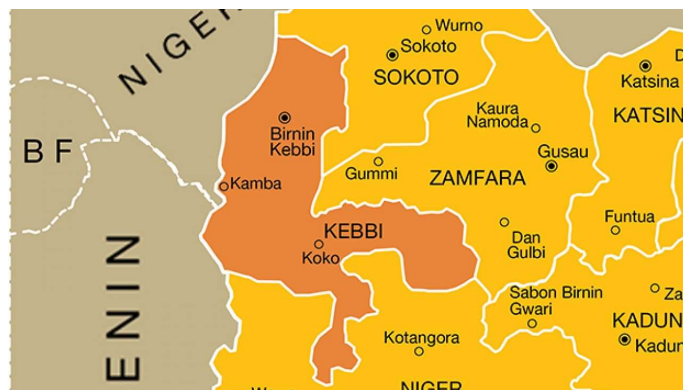 NIGER
Wurno
Sokoto
SOKOTO
D
Katsina
KATSIN
Kaura
Namoda
Birnin
Kebbi
B F
Gusau
Gummi
ZAMFARA
Kamba
KEBBI
Koko
Dan
Gulbi
Funtua
ENIN
Sabon Birnin
Gwari
Za
KADUN
Kadun
Kotangora
NIGER